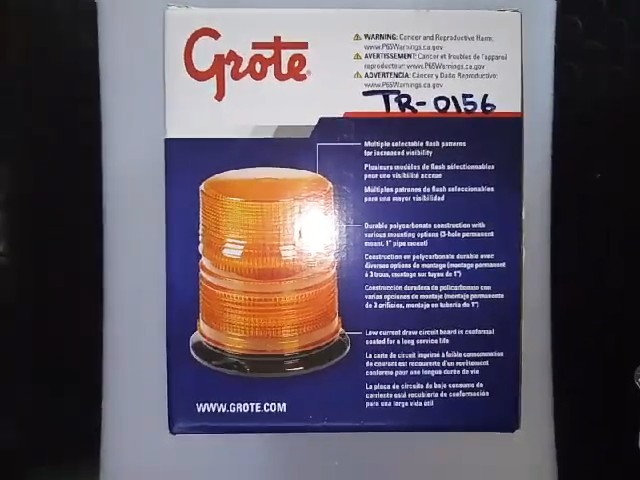 Grote
⚠ WARNING: Cancer and Reproductive Harm.
www.P65Warnings.ca.gov
⚠ AVERTISSEMENT: Cancer et troubles de l'appareil
reproducteur: www.P65Warnings.ca.gov
⚠ ADVERTENCIA: Cáncer y Daño Reproductivo:
www.P65Warnings.ca.gov
TR-0156
Multiple selectable flash patterns
for increased visibility
Plusieurs modèles de flash sélectionnables
pour une visibilité accrue
Múltiples patrones de flash seleccionables
para una mayor visibilidad
Durable polycarbonate construction with
various mounting options (3-hole permanent
mount, 1" pipe mount)
Construction en polycarbonate durable avec
diverses options de montage (montage permanent
à 3 trous, montage sur tuyau de 1")
Construcción duradera de policarbonato con
varias opciones de montaje (montaje permanente
de 3 orificios, montaje en tubería de 1")
Low current draw circuit board is conformal
coated for a long service life
La carte de circuit imprimé à faible consommation
de courant est recouverte d'un revêtement
conforme pour une longue durée de vie
La placa de circuito de bajo consumo de
corriente está recubierta de conformación
para una larga vida útil
WWW.GROTE.COM